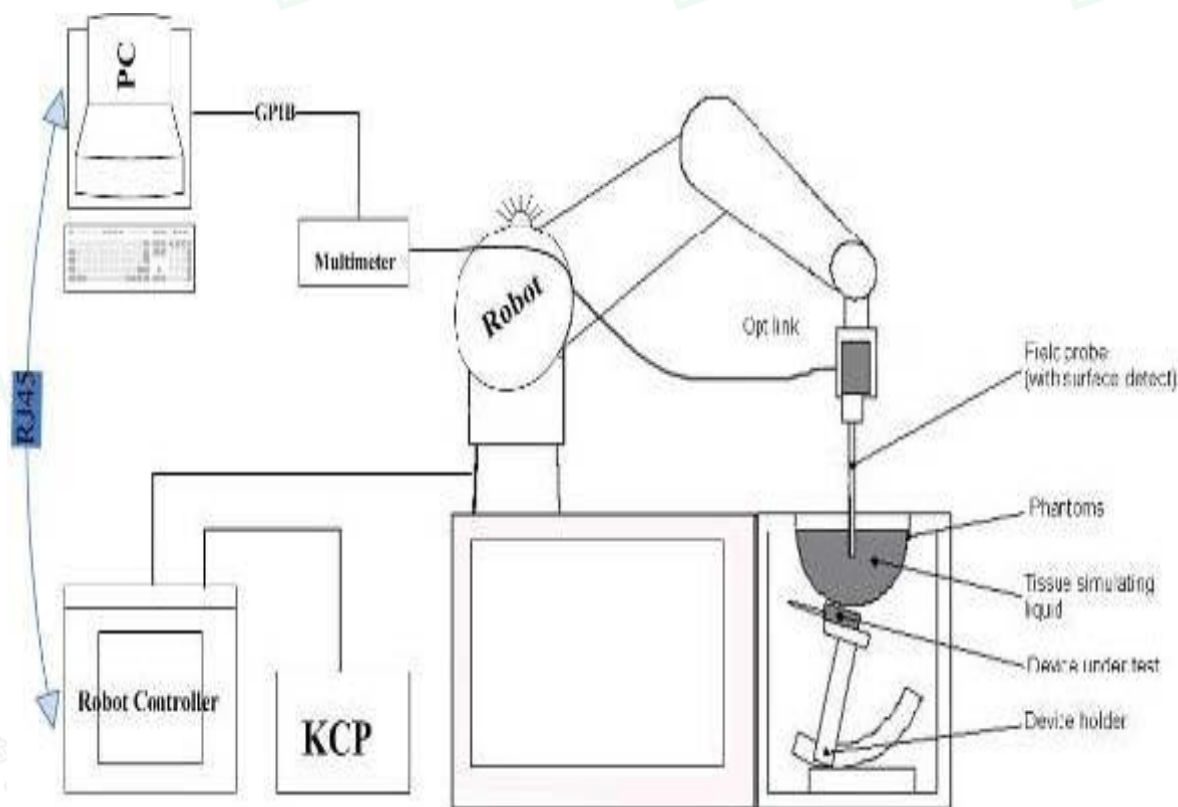 PC
GPIB
Multimeter
Robot
Opt link
Field probe
(with surface detect)
Phantoms
Tissue simulating
liquid
Device under test
Device holder
RJ45
Robot Controller
KCP